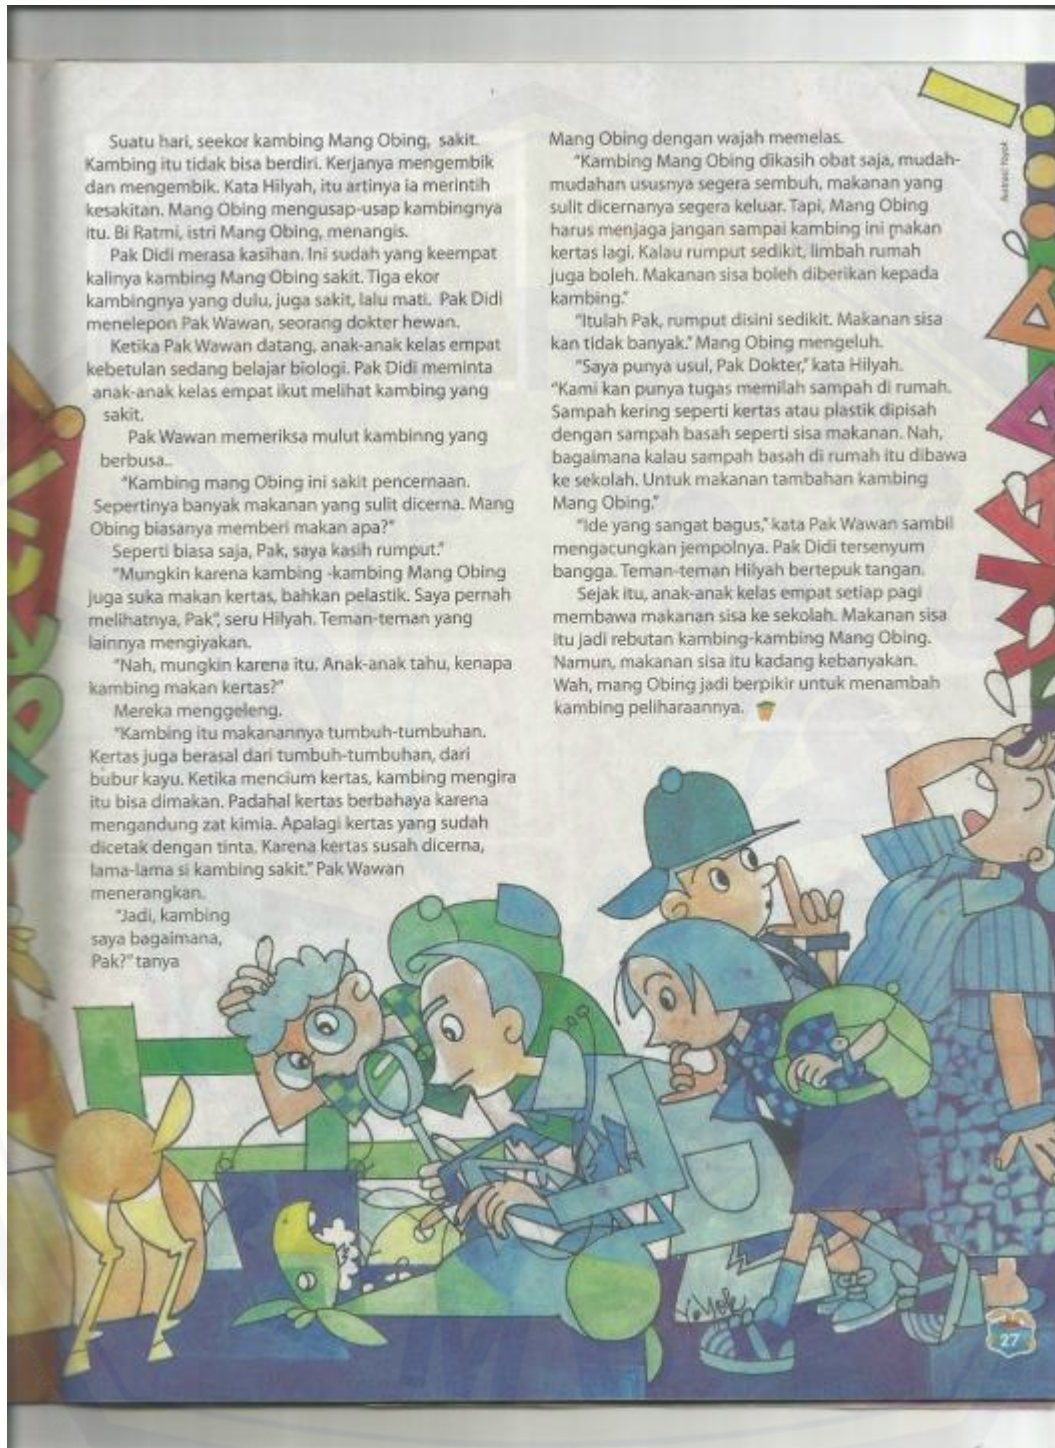 Suatu hari, seekor kambing Mang Obing, sakit.
Kambing itu tidak bisa berdiri. Kerjanya mengembik
dan mengembik. Kata Hilyah, itu artinya ia merintih
kesakitan. Mang Obing mengusap-usap kambingnya
itu. Bi Ratmi, istri Mang Obing, menangis.
Pak Didi merasa kasihan. Ini sudah yang keempat
kalinya kambing Mang Obing sakit. Tiga ekor
kambingnya yang dulu, juga sakit, lalu mati. Pak Didi
menelepon Pak Wawan, seorang dokter hewan.
Ketika Pak Wawan datang, anak-anak kelas empat
kebetulan sedang belajar biologi. Pak Didi meminta
anak-anak kelas empat ikut melihat kambing yang
sakit.
Pak Wawan memeriksa mulut kambinng yang
berbusa..
"Kambing mang Obing ini sakit pencernaan.
Sepertinya banyak makanan yang sulit dicerna. Mang
Obing biasanya memberi makan apa?"
Seperti biasa saja, Pak, saya kasih rumput."
"Mungkin karena kambing -kambing Mang Obing
juga suka makan kertas, bahkan pelastik. Saya pernah
melihatnya, Pak", seru Hilyah. Teman-teman yang
lainnya mengiyakan.
"Nah, mungkin karena itu. Anak-anak tahu, kenapa
kambing makan kertas?"
Mereka menggeleng.
"Kambing itu makanannya tumbuh-tumbuhan.
Kertas juga berasal dari tumbuh-tumbuhan, dari
bubur kayu. Ketika mencium kertas, kambing mengira
itu bisa dimakan. Padahal kertas berbahaya karena
mengandung zat kimia. Apalagi kertas yang sudah
dicetak dengan tinta. Karena kertas susah dicerna,
lama-lama si kambing sakit." Pak Wawan
menerangkan.
"Jadi, kambing
saya bagaimana,
Pak?" tanya
Mang Obing dengan wajah memelas.
"Kambing Mang Obing dikasih obat saja, mudah-
mudahan ususnya segera sembuh, makanan yang
sulit dicernanya segera keluar. Tapi, Mang Obing
harus menjaga jangan sampai kambing ini makan
kertas lagi. Kalau rumput sedikit, limbah rumah
juga boleh. Makanan sisa boleh diberikan kepada
kambing."
"Itulah Pak, rumput disini sedikit. Makanan sisa
kan tidak banyak." Mang Obing mengeluh.
"Saya punya usul, Pak Dokter," kata Hilyah.
"Kami kan punya tugas memilah sampah di rumah.
Sampah kering seperti kertas atau plastik dipisah
dengan sampah basah seperti sisa makanan. Nah,
bagaimana kalau sampah basah di rumah itu dibawa
ke sekolah. Untuk makanan tambahan kambing
Mang Obing."
"Ide yang sangat bagus," kata Pak Wawan sambil
mengacungkan jempolnya. Pak Didi tersenyum
bangga. Teman-teman Hilyah bertepuk tangan.
Sejak itu, anak-anak kelas empat setiap pagi
membawa makanan sisa ke sekolah. Makanan sisa
itu jadi rebutan kambing-kambing Mang Obing.
Namun, makanan sisa itu kadang kebanyakan.
Wah, mang Obing jadi berpikir untuk menambah
kambing peliharaannya.
Ilustrasi: Yoyok
Yoyok
27